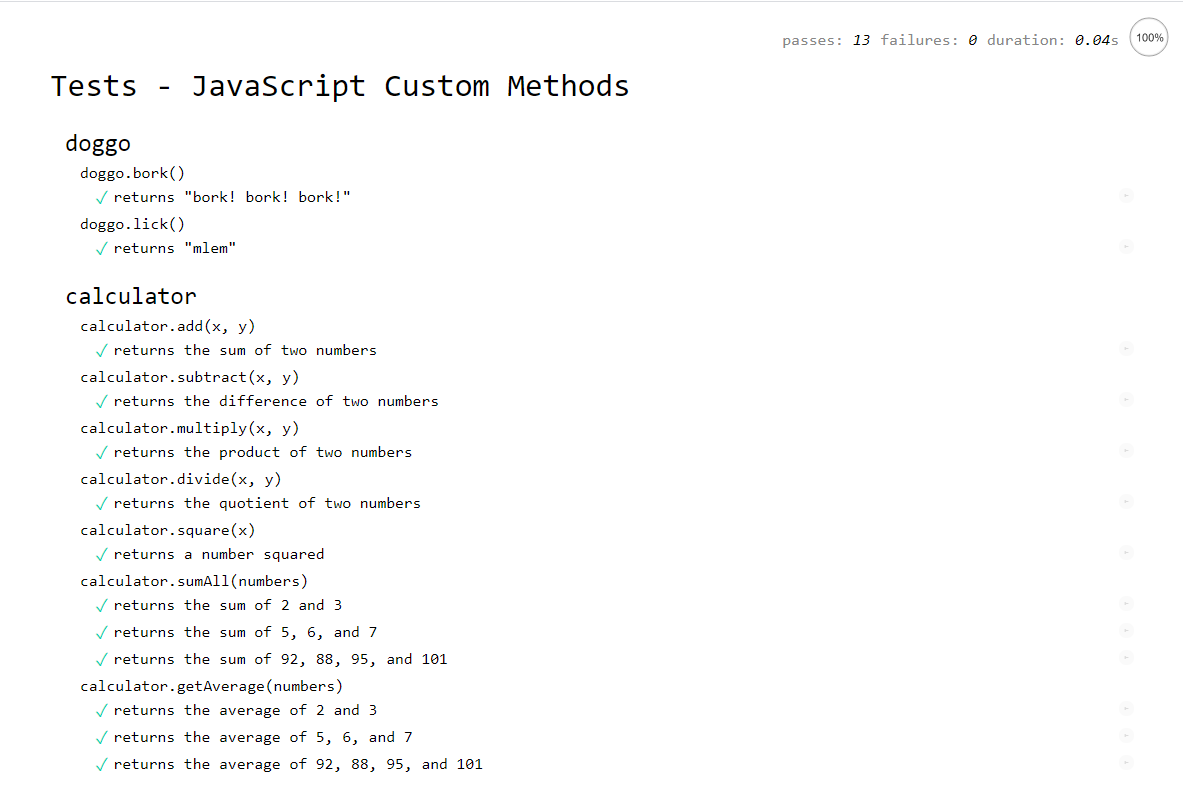 passes: 13 failures: 0 duration: 0.04s 100%
Tests - JavaScript Custom Methods
doggo
doggo.bork()
✓ returns "bork! bork! bork!"
doggo.lick()
✓ returns "mlem"
calculator
calculator.add(x, y)
✓ returns the sum of two numbers
calculator.subtract(x, y)
✓ returns the difference of two numbers
calculator.multiply(x, y)
✓ returns the product of two numbers
calculator.divide(x, y)
✓ returns the quotient of two numbers
calculator.square(x)
✓ returns a number squared
calculator.sumAll(numbers)
✓ returns the sum of 2 and 3
✓ returns the sum of 5, 6, and 7
✓ returns the sum of 92, 88, 95, and 101
calculator.getAverage(numbers)
✓ returns the average of 2 and 3
✓ returns the average of 5, 6, and 7
✓ returns the average of 92, 88, 95, and 101